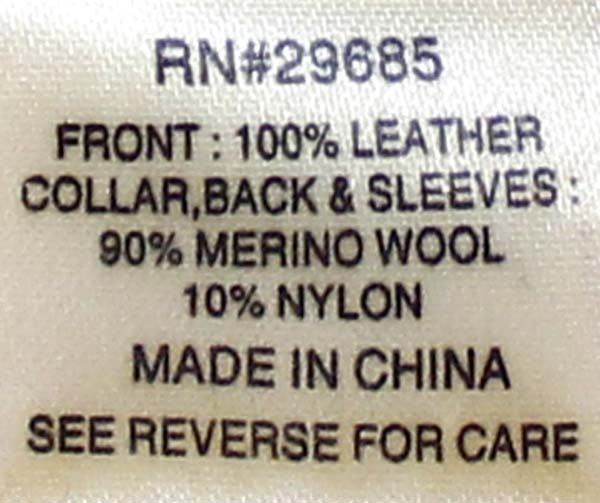 RN#29685
FRONT : 100% LEATHER
COLLAR,BACK & SLEEVES :
90% MERINO WOOL
10% NYLON
MADE IN CHINA
SEE REVERSE FOR CARE